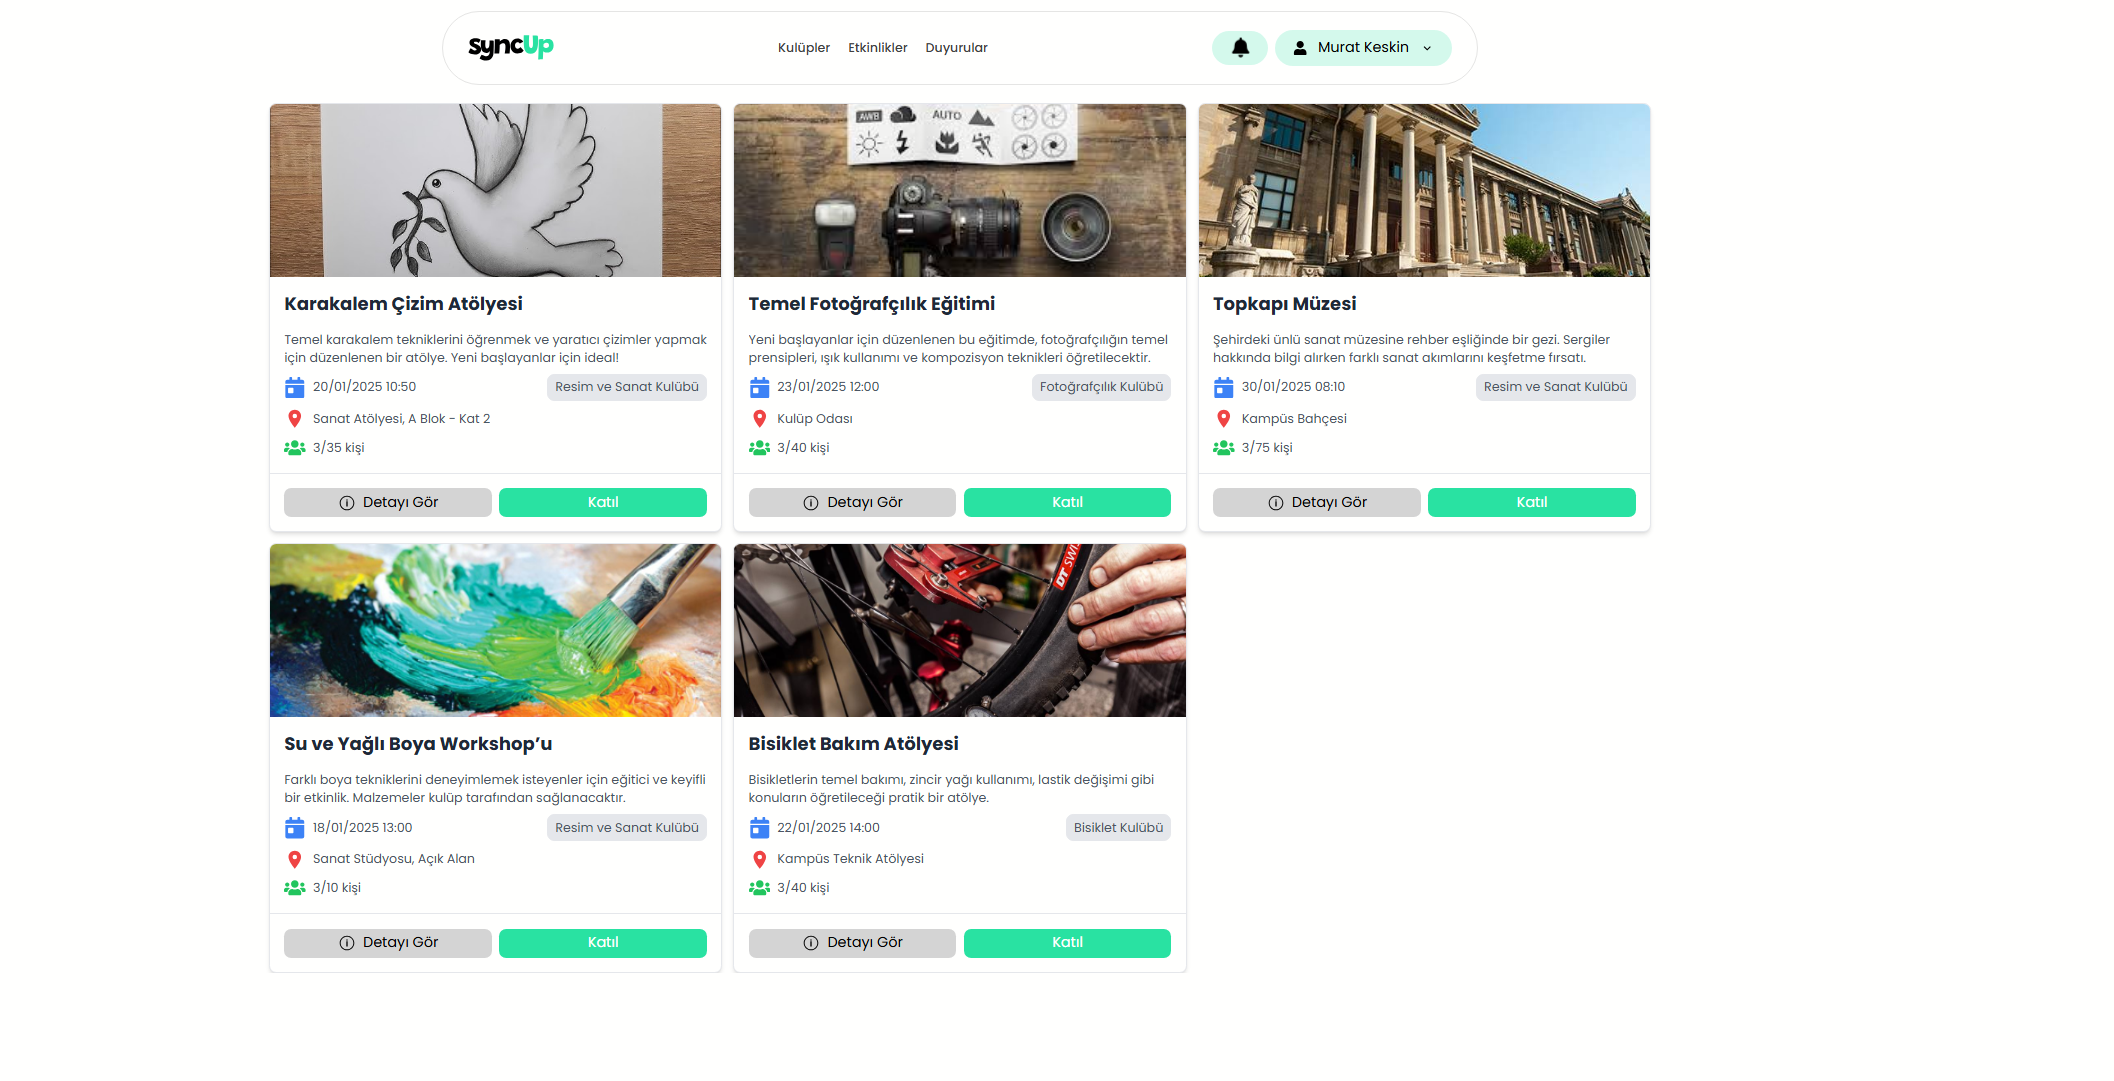 syncUp
Kulüpler Etkinlikler Duyurular
Murat Keskin
AWB AUTO
Karakalem Çizim Atölyesi
Temel karakalem tekniklerini öğrenmek ve yaratıcı çizimler yapmak
için düzenlenen bir atölye. Yeni başlayanlar için ideal!
20/01/2025 10:50 Resim ve Sanat Kulübü
Sanat Atölyesi, A Blok - Kat 2
3/35 kişi
Detayı Gör Katıl
Temel Fotoğrafçılık Eğitimi
Yeni başlayanlar için düzenlenen bu eğitimde, fotoğrafçılığın temel
prensipleri, ışık kullanımı ve kompozisyon teknikleri öğretilecektir.
23/01/2025 12:00 Fotoğrafçılık Kulübü
Kulüp Odası
3/40 kişi
Detayı Gör Katıl
Topkapı Müzesi
Şehirdeki ünlü sanat müzesine rehber eşliğinde bir gezi. Sergiler
hakkında bilgi alırken farklı sanat akımlarını keşfetme fırsatı.
30/01/2025 08:10 Resim ve Sanat Kulübü
Kampüs Bahçesi
3/75 kişi
Detayı Gör Katıl
Su ve Yağlı Boya Workshop’u
Farklı boya tekniklerini deneyimlemek isteyenler için eğitici ve keyifli
bir etkinlik. Malzemeler kulüp tarafından sağlanacaktır.
18/01/2025 13:00 Resim ve Sanat Kulübü
Sanat Stüdyosu, Açık Alan
3/10 kişi
Detayı Gör Katıl
DT SWIS
Bisiklet Bakım Atölyesi
Bisikletlerin temel bakımı, zincir yağı kullanımı, lastik değişimi gibi
konuların öğretileceği pratik bir atölye.
22/01/2025 14:00 Bisiklet Kulübü
Kampüs Teknik Atölyesi
3/40 kişi
Detayı Gör Katıl